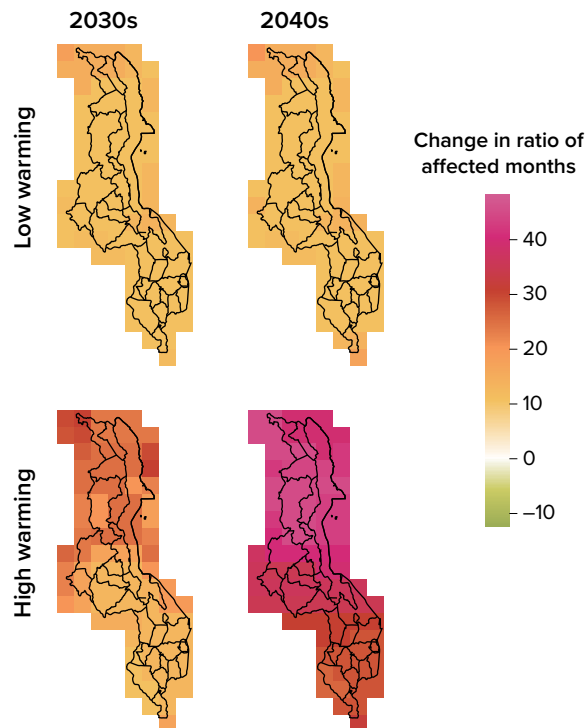 2030s
2040s
Low warming
High warming
Change in ratio of
affected months
40
30
20
10
0
–10